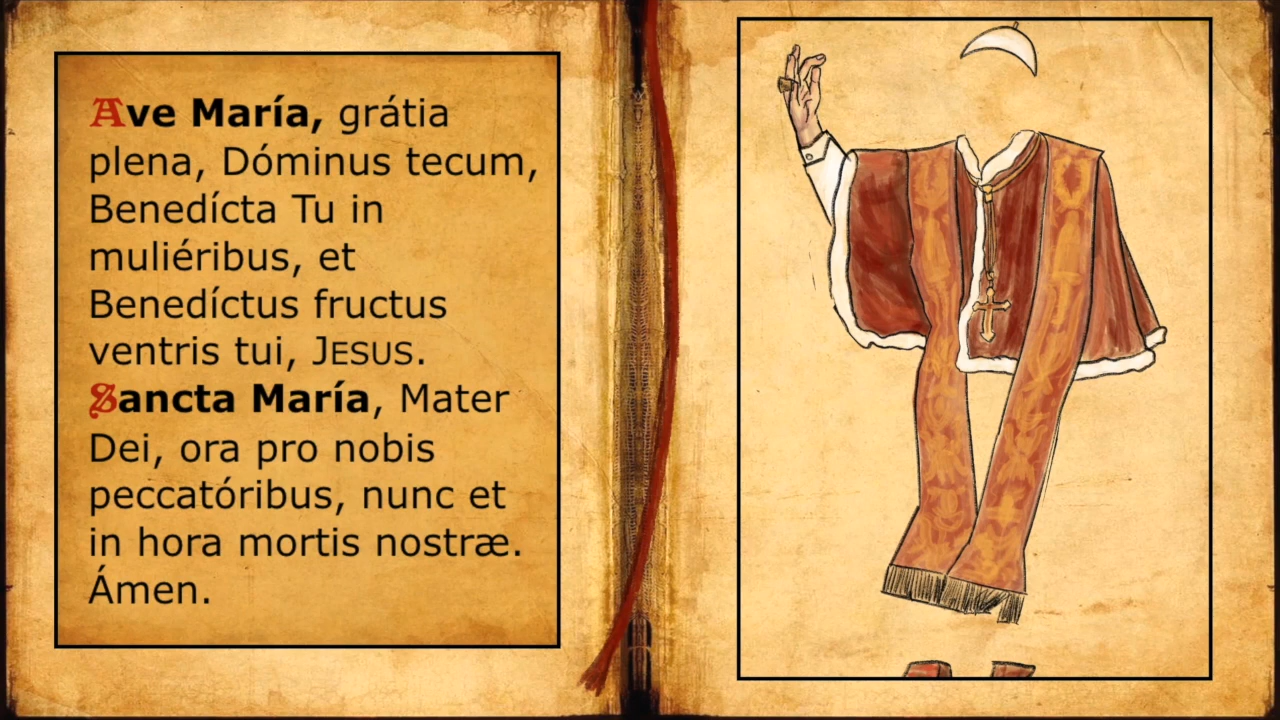 Ave María, grátia
plena, Dóminus tecum,
Benedícta Tu in
muliéribus, et
Benedíctus fructus
ventris tui, JESUS.
Sancta María, Mater
Dei, ora pro nobis
peccatóribus, nunc et
in hora mortis nostræ.
Ámen.